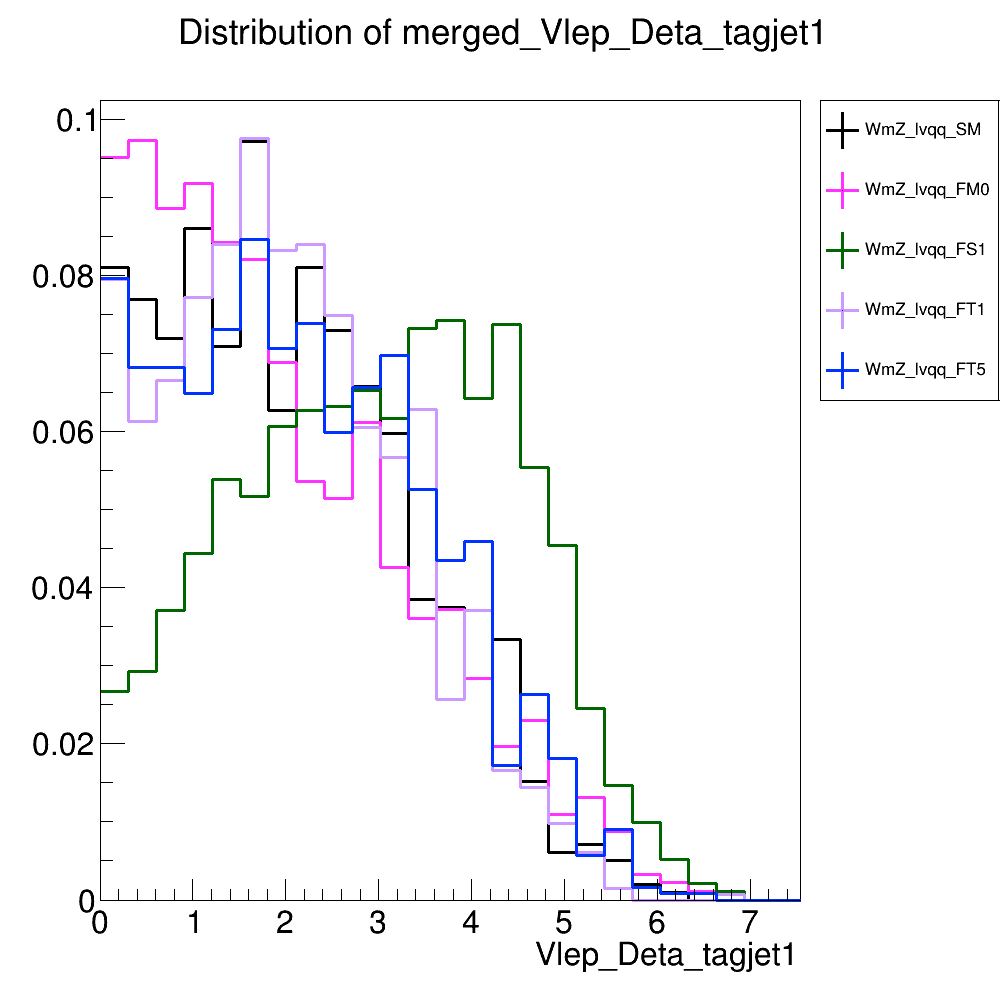 Distribution of merged_Vlep_Deta_tagjet1
0.1
0.08
0.06
0.04
0.02
0
0 1 2 3 4 5 6 7
Vlep_Deta_tagjet1
WmZ_lvqq_SM
WmZ_lvqq_FM0
WmZ_lvqq_FS1
WmZ_lvqq_FT1
WmZ_lvqq_FT5